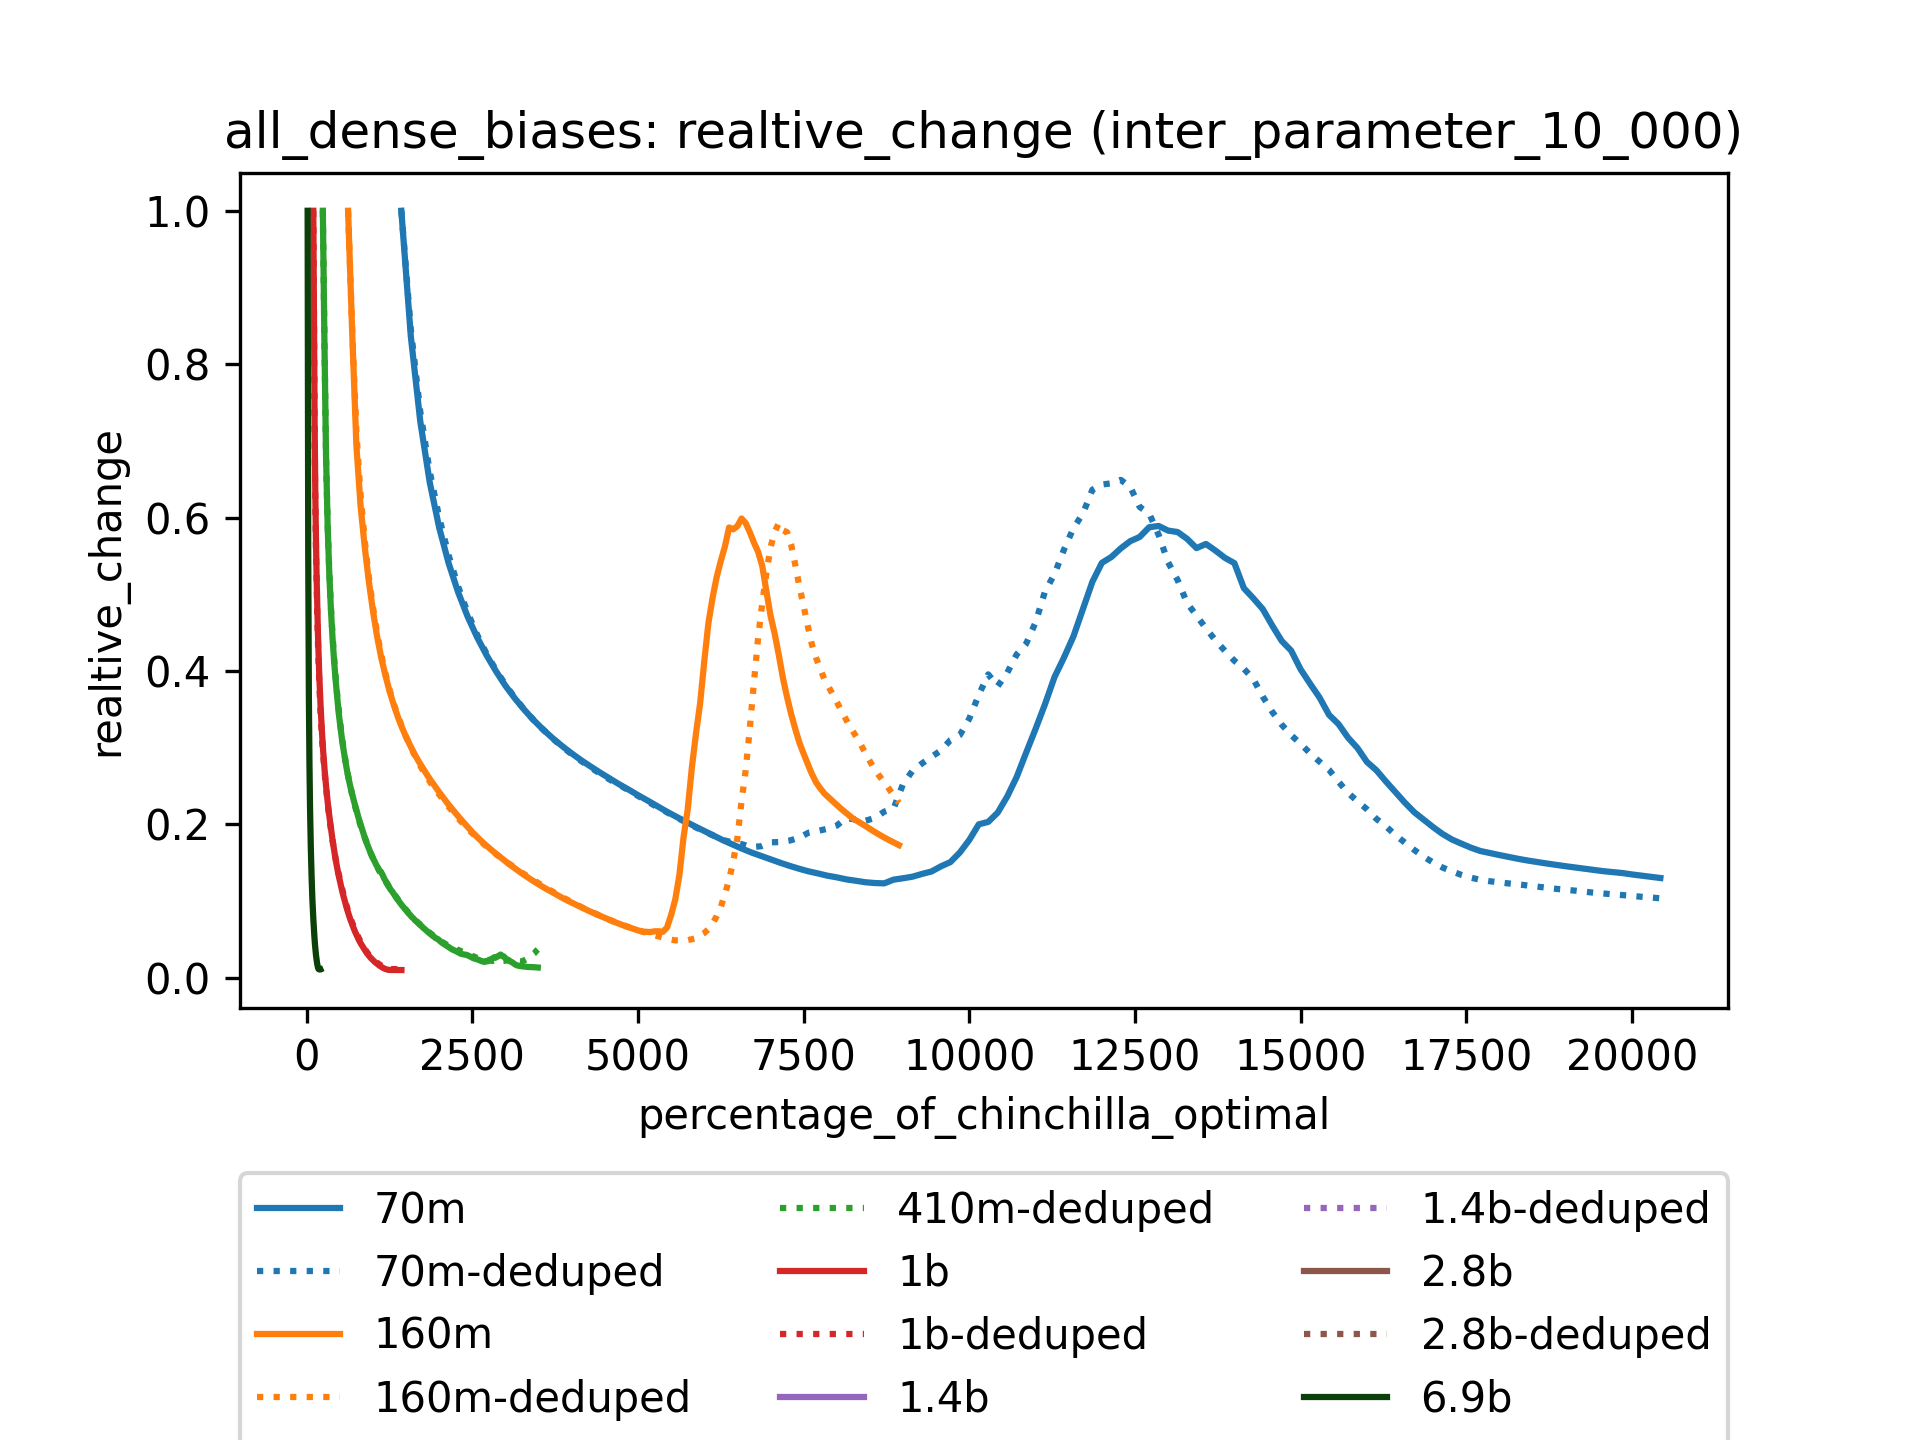 all_dense_biases: realtive_change (inter_parameter_10_000)
1.0
0.8
0.6
0.4
0.2
0.0
realtive_change
0 2500 5000 7500 10000 12500 15000 17500 20000
percentage_of_chinchilla_optimal
70m
70m-deduped
160m
160m-deduped
410m-deduped
1b
1b-deduped
1.4b
1.4b-deduped
2.8b
2.8b-deduped
6.9b